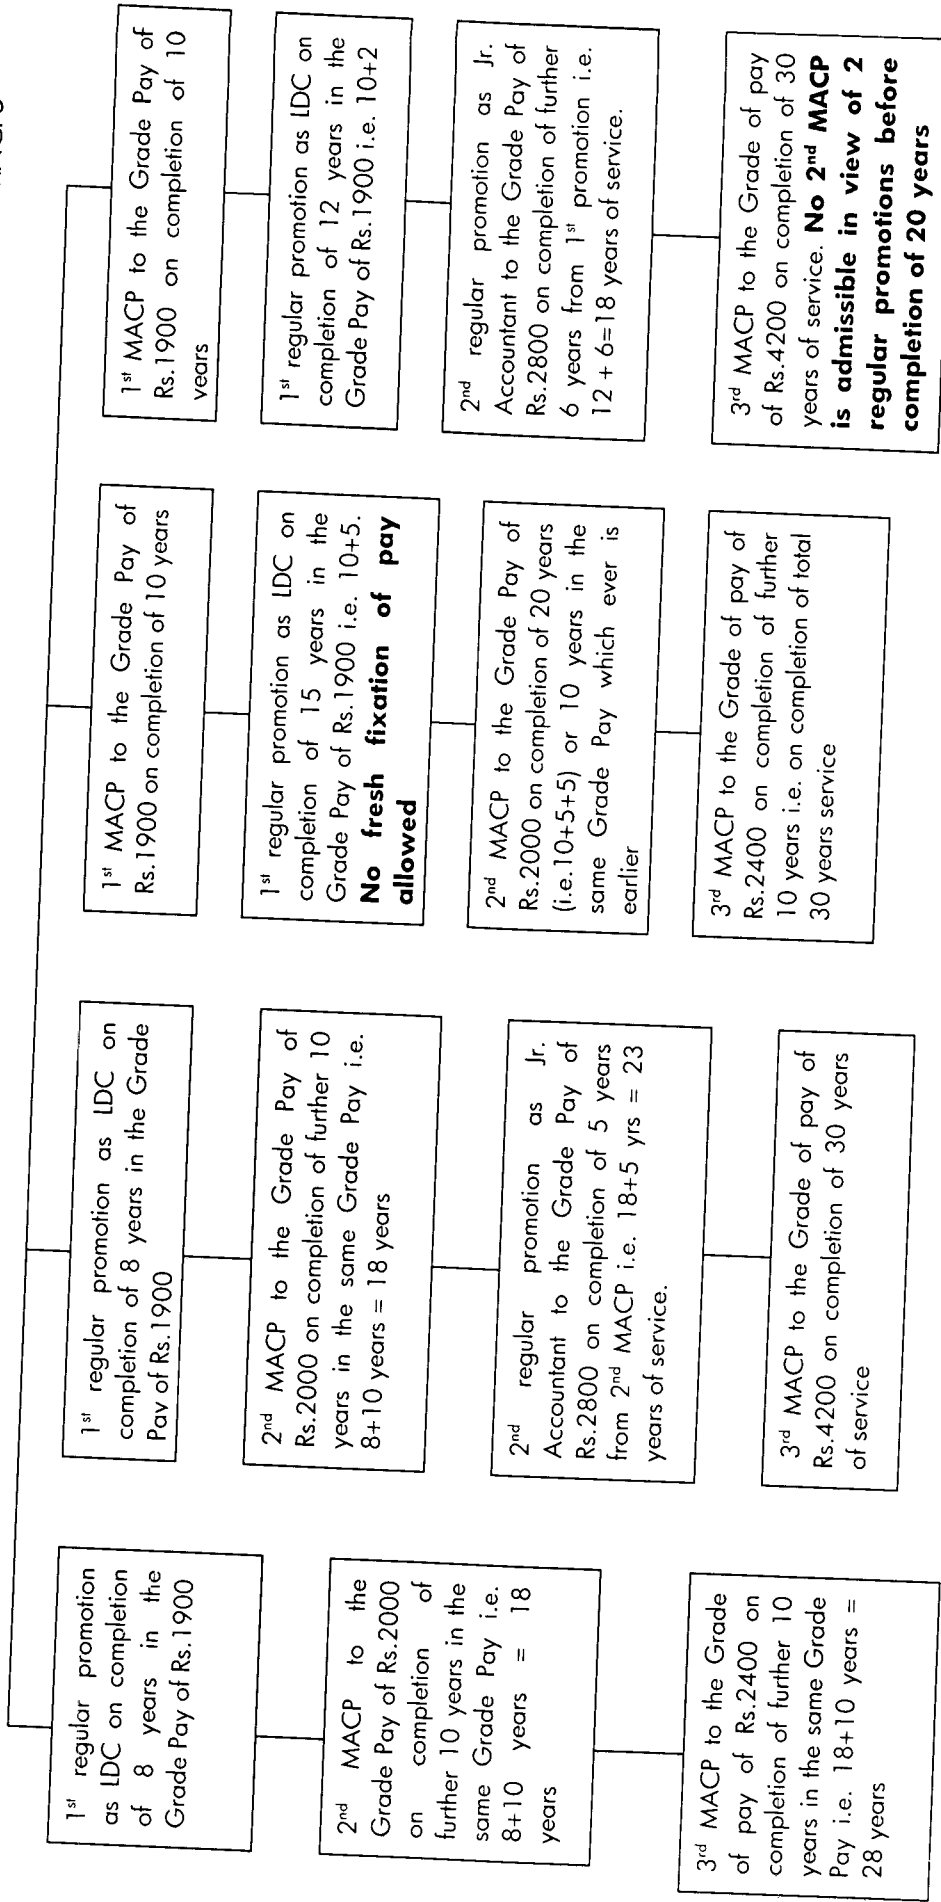 1st regular promotion
as LDC on completion
of 8 years in the
Grade Pay of Rs.1900
2nd MACP to the
Grade Pay of Rs.2000
on completion of
further 10 years in the
same Grade Pay i.e.
8+10 years = 18
years
3rd MACP to the Grade
of pay of Rs.2400 on
completion of further 10
years in the same Grade
Pay i.e. 18+10 years =
28 years
1st regular promotion as LDC on
completion of 8 years in the Grade
Pay of Rs.1900
2nd MACP to the Grade Pay of
Rs.2000 on completion of further 10
years in the same Grade Pay i.e.
8+10 years = 18 years
2nd regular promotion as Jr.
Accountant to the Grade Pay of
Rs.2800 on completion of 5 years
from 2nd MACP i.e. 18+5 yrs = 23
years of service.
3rd MACP to the Grade of pay of
Rs.4200 on completion of 30 years
of service
1st MACP to the Grade Pay of
Rs.1900 on completion of 10 years
1st regular promotion as LDC on
completion of 15 years in the
Grade Pay of Rs.1900 i.e. 10+5.
No fresh fixation of pay
allowed
2nd MACP to the Grade Pay of
Rs.2000 on completion of 20 years
(i.e.10+5+5) or 10 years in the
same Grade Pay which ever is
earlier
3rd MACP to the Grade of pay of
Rs.2400 on completion of further
10 years i.e. on completion of total
30 years service
1st MACP to the Grade Pay of
Rs.1900 on completion of 10
years
1st regular promotion as LDC on
completion of 12 years in the
Grade Pay of Rs.1900 i.e. 10+2
2nd regular promotion as Jr.
Accountant to the Grade Pay of
Rs.2800 on completion of further
6 years from 1st promotion i.e.
12 + 6=18 years of service.
3rd MACP to the Grade of pay
of Rs.4200 on completion of 30
years of service. No 2nd MACP
is admissible in view of 2
regular promotions before
completion of 20 years